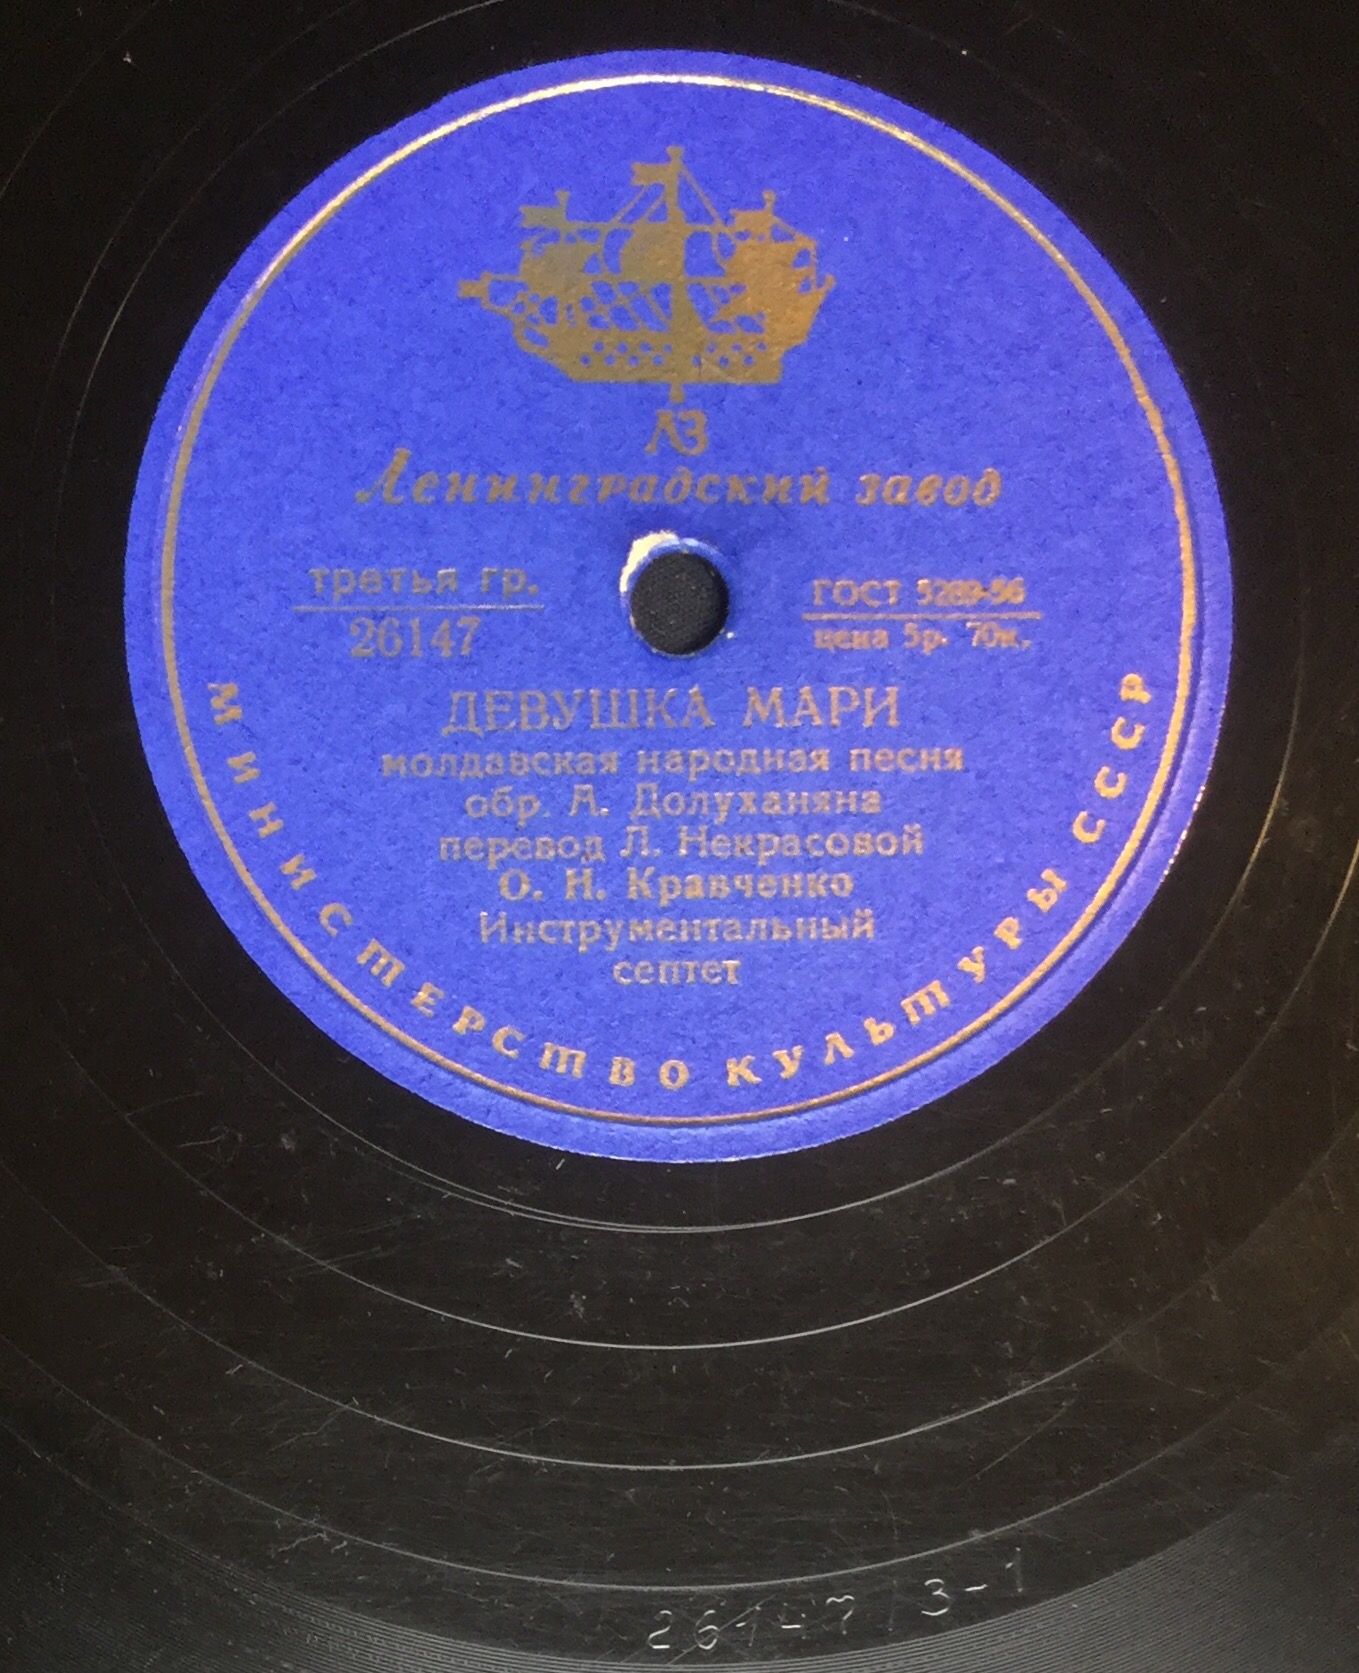 ЛЗ
Ленинградский завод
третья гр.
26147
ГОСТ 5289-56
цена 5р. 70к.
ДЕВУШКА МАРИ
молдавская народная песня
обр. А. Долуханяна
перевод Л. Некрасовой
О. Н. Кравченко
Инструментальный
септет
МИНИСТЕРСТВО КУЛЬТУРЫ СССР
26147 / 3-1